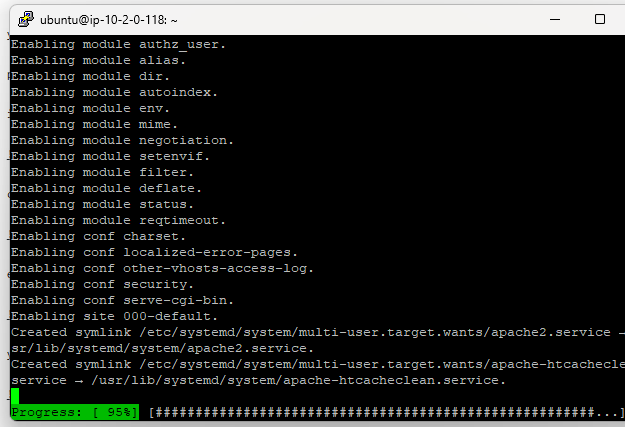 ubuntu@ip-10-2-0-118: ~
Enabling module authz_user.
Enabling module alias.
Enabling module dir.
Enabling module autoindex.
Enabling module env.
Enabling module mime.
Enabling module negotiation.
Enabling module setenvif.
Enabling module filter.
Enabling module deflate.
Enabling module status.
Enabling module reqtimeout.
Enabling conf charset.
Enabling conf localized-error-pages.
Enabling conf other-vhosts-access-log.
Enabling conf security.
Enabling conf serve-cgi-bin.
Enabling site 000-default.
Created symlink /etc/systemd/system/multi-user.target.wants/apache2.service →
sr/lib/systemd/system/apache2.service.
Created symlink /etc/systemd/system/multi-user.target.wants/apache-htcachecle
service → /usr/lib/systemd/system/apache-htcacheclean.service.
Progress: [ 95%] [#######################################################...]